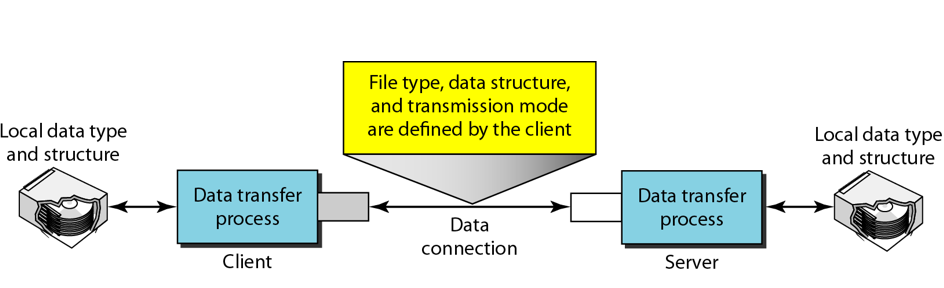 File type, data structure,
and transmission mode
are defined by the client
Local data type
and structure
Data transfer
process
Client
Data
connection
Data transfer
process
Server
Local data type
and structure